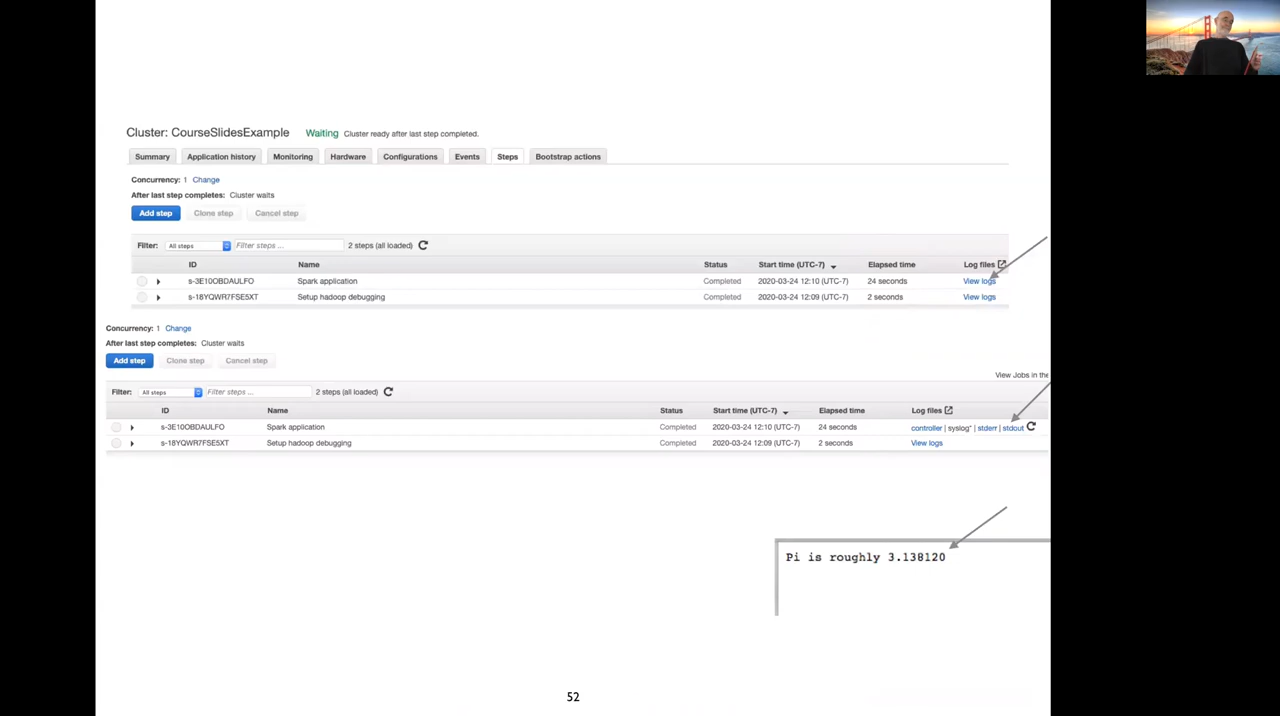 Cluster: CourseSlidesExample Waiting Cluster ready after last step completed.
Summary Application history Monitoring Hardware Configurations Events Steps Bootstrap actions
Concurrency: 1 Change
After last step completes: Cluster waits
Add step Clone step Cancel step
Filter: All steps Filter steps ... 2 steps (all loaded)
ID Name Status Start time (UTC-7) Elapsed time Log files
s-3E10OBDAULFO Spark application Completed 2020-03-24 12:10 (UTC-7) 24 seconds View logs
s-18YQWR7FSE5XT Setup hadoop debugging Completed 2020-03-24 12:09 (UTC-7) 2 seconds View logs
Concurrency: 1 Change
After last step completes: Cluster waits
Add step Clone step Cancel step
View Jobs in the
Filter: All steps Filter steps ... 2 steps (all loaded)
ID Name Status Start time (UTC-7) Elapsed time Log files
s-3E10OBDAULFO Spark application Completed 2020-03-24 12:10 (UTC-7) 24 seconds controller | syslog* | stderr | stdout
s-18YQWR7FSE5XT Setup hadoop debugging Completed 2020-03-24 12:09 (UTC-7) 2 seconds View logs
Pi is roughly 3.138120
52